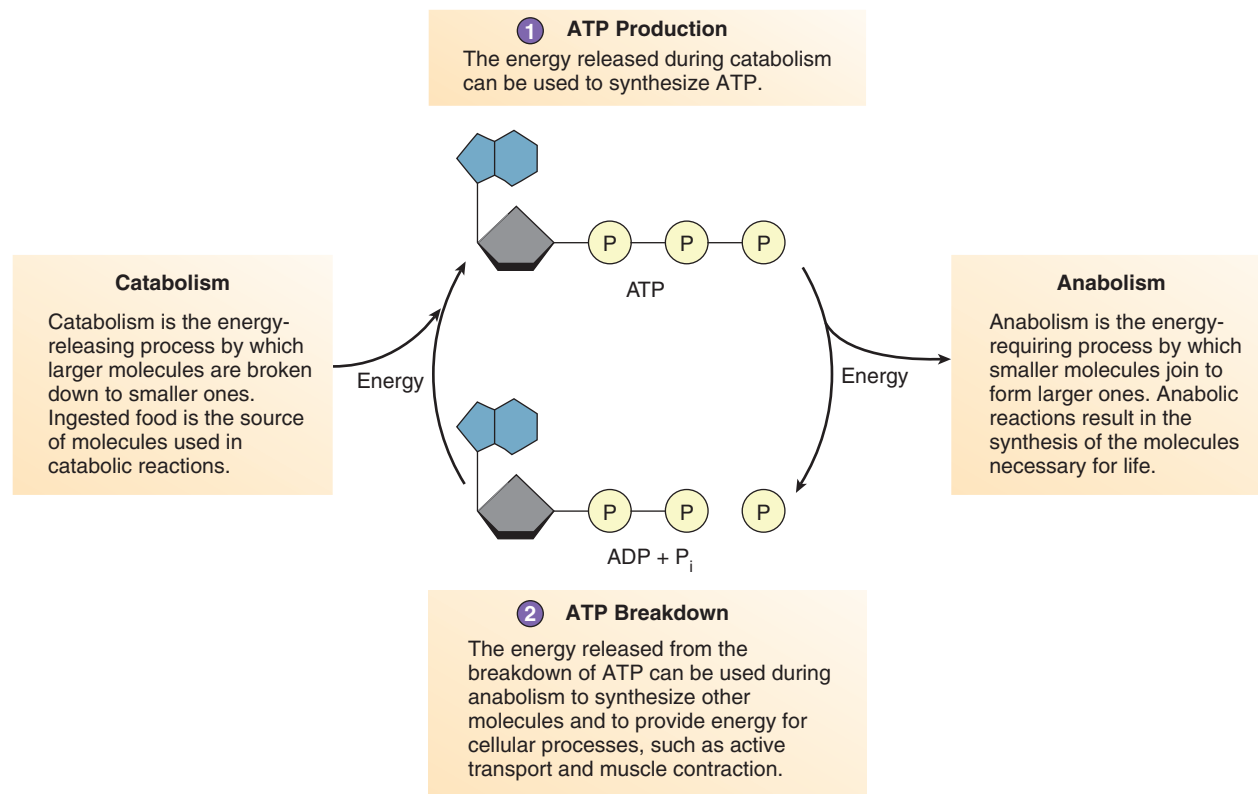 1 ATP Production
The energy released during catabolism
can be used to synthesize ATP.
P P P
ATP
Catabolism
Catabolism is the energy-
releasing process by which
larger molecules are broken
down to smaller ones.
Ingested food is the source
of molecules used in
catabolic reactions.
Energy
Energy
Anabolism
Anabolism is the energy-
requiring process by which
smaller molecules join to
form larger ones. Anabolic
reactions result in the
synthesis of the molecules
necessary for life.
P P P
ADP + Pi
2 ATP Breakdown
The energy released from the
breakdown of ATP can be used during
anabolism to synthesize other
molecules and to provide energy for
cellular processes, such as active
transport and muscle contraction.